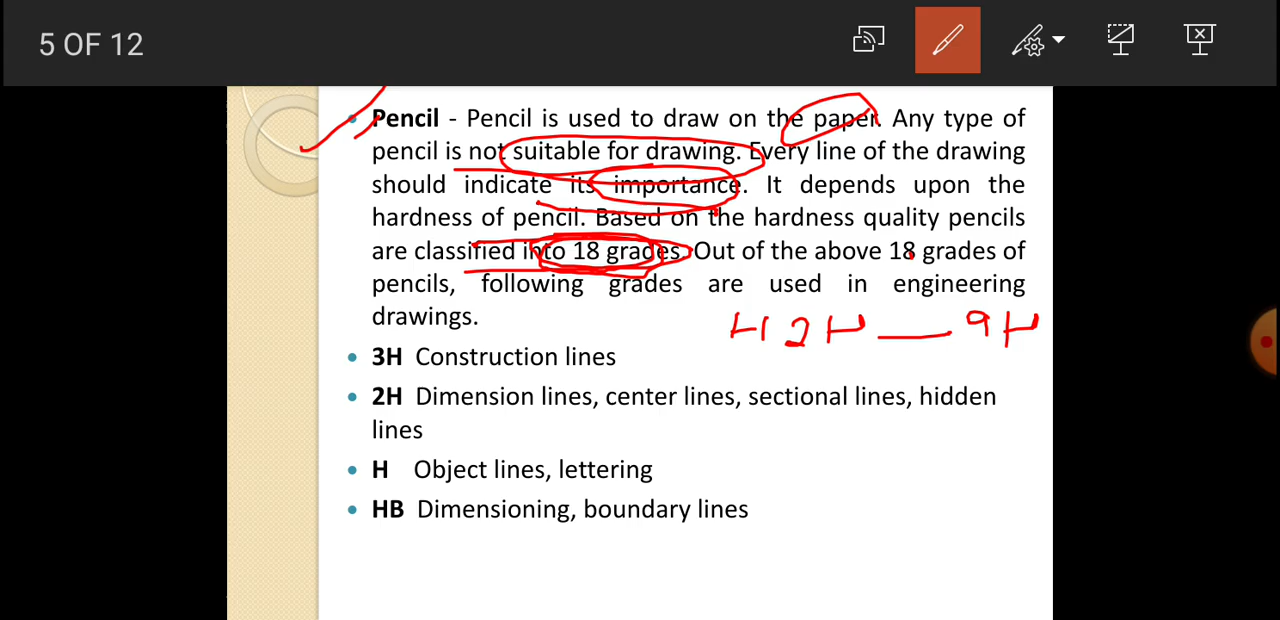 5 OF 12
Pencil - Pencil is used to draw on the paper. Any type of
pencil is not suitable for drawing. Every line of the drawing
should indicate its importance. It depends upon the
hardness of pencil. Based on the hardness quality pencils
are classified into 18 grades. Out of the above 18 grades of
pencils, following grades are used in engineering
drawings.
H 2H — 9H
• 3H Construction lines
• 2H Dimension lines, center lines, sectional lines, hidden
lines
• H Object lines, lettering
• HB Dimensioning, boundary lines